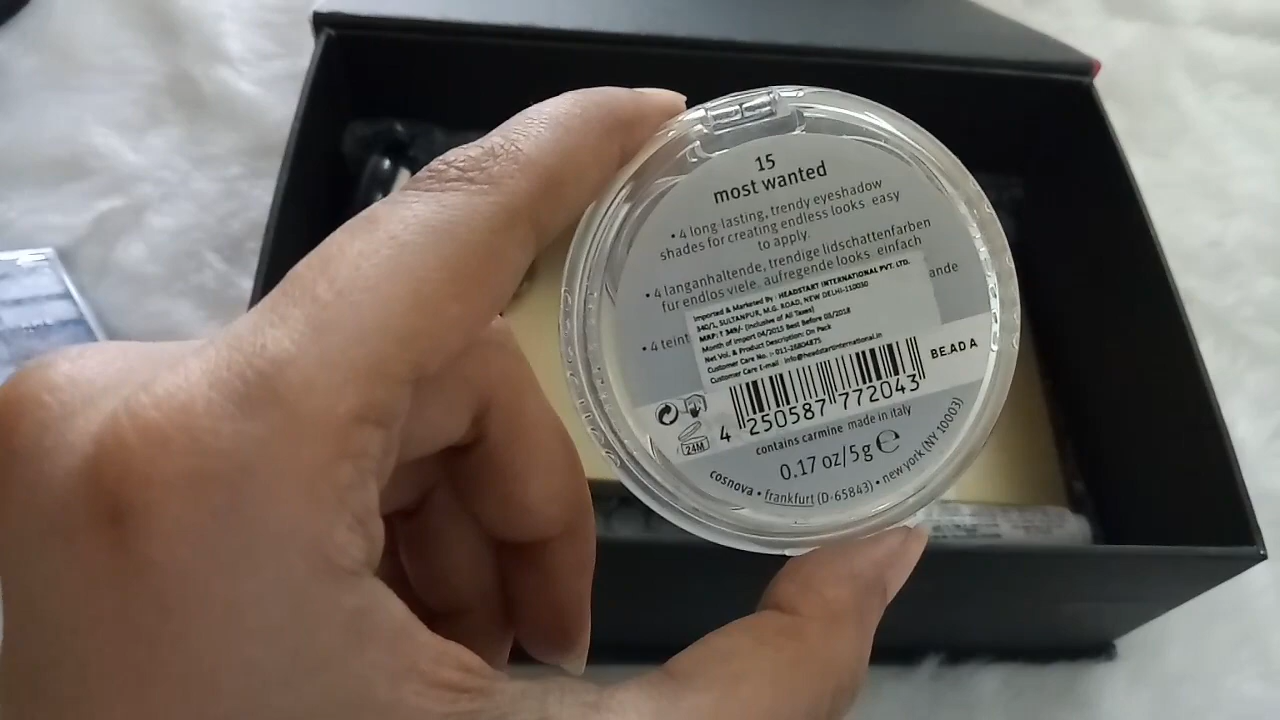 15
most wanted
• 4 long-lasting, trendy eyeshadow
shades for creating endless looks easy
to apply.
• 4 langanhaltende, trendige lidschattenfarben
für endlos viele, aufregende looks einfach
ande
• 4 teint
Imported & Marketed By : HEADSTART INTERNATIONAL PVT. LTD.
340/1, SULTANPUR, M.G. ROAD, NEW DELHI-110030
MRP: ₹ 349/- (Inclusive of All Taxes)
Month of Import 04/2015 Best Before 03/2018
Net Vol. & Product Description: On Pack
Customer Care No. :- 011-26804875
Customer Care E-mail : info@headstartinternational.in
BE.AD A
4 250587 772043
24M
contains carmine made in italy
0.17 oz/5 g e
cosnova • frankfurt (D-65843) • new york (NY 10003)